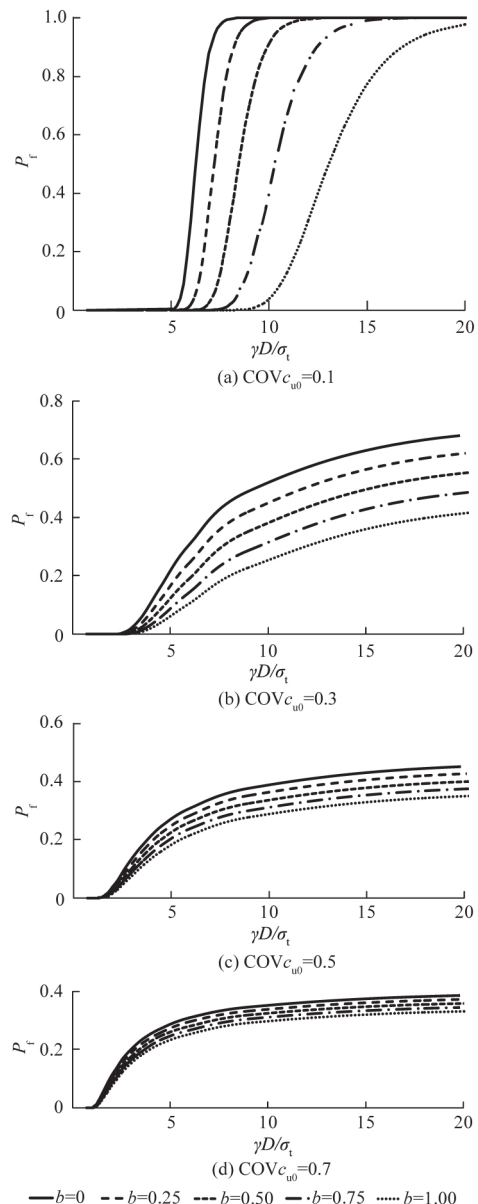 1.0
0.8
0.6
0.4
0.2
0
P_f
5 10 15 20
γD/σ_t
(a) COVc_u0=0.1
0.8
0.6
0.4
0.2
0
P_f
5 10 15 20
γD/σ_t
(b) COVc_u0=0.3
0.6
0.4
0.2
0
P_f
5 10 15 20
γD/σ_t
(c) COVc_u0=0.5
0.4
0.2
0
P_f
5 10 15 20
γD/σ_t
(d) COVc_u0=0.7
b=0 b=0.25 b=0.50 b=0.75 b=1.00